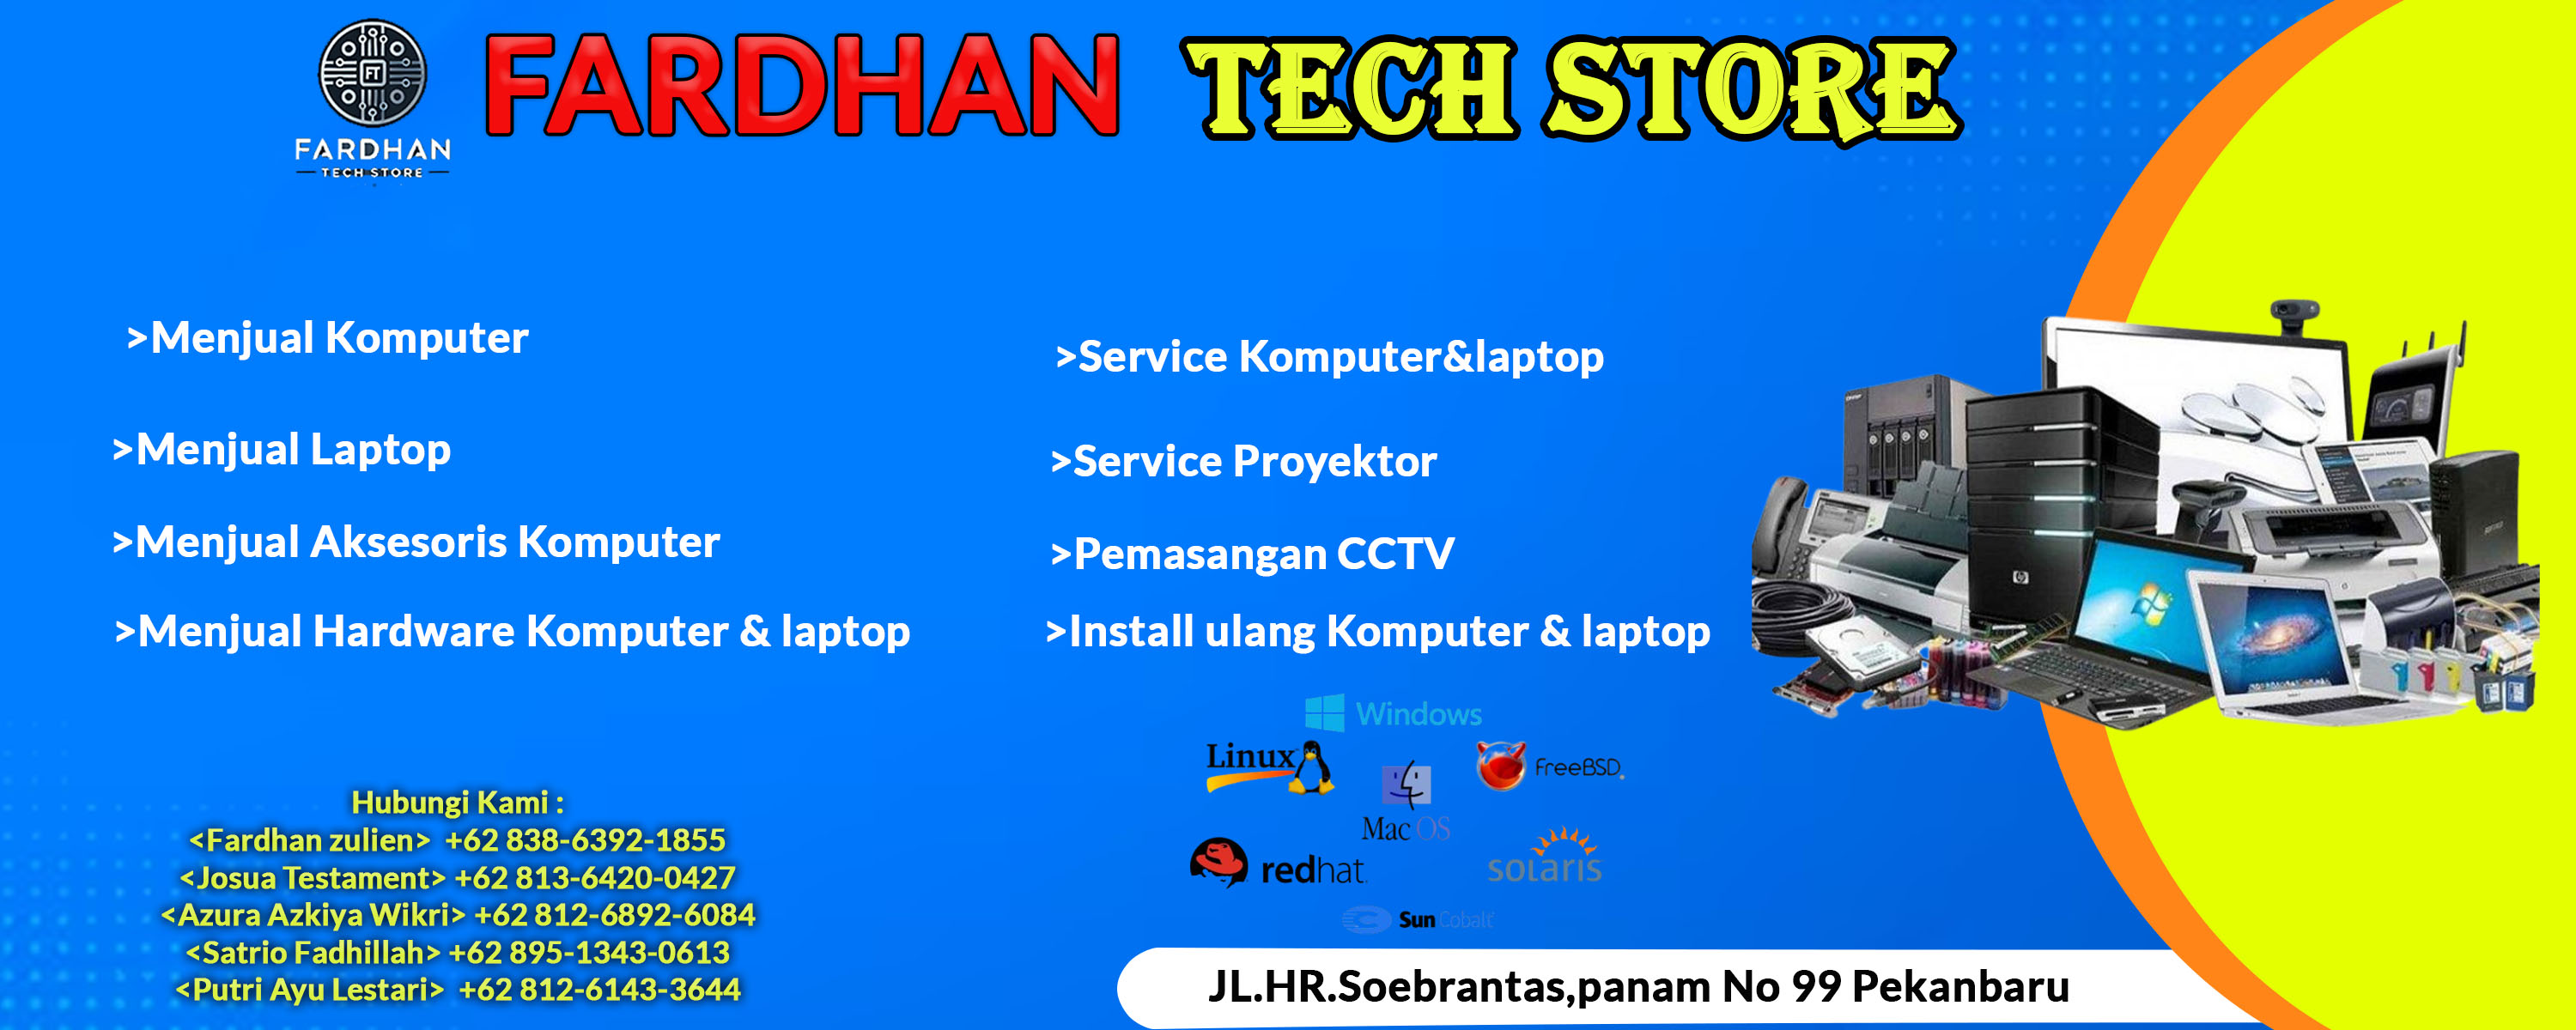 FT
FARDHAN
TECH STORE
FARDHAN TECH STORE
>Menjual Komputer
>Menjual Laptop
>Menjual Aksesoris Komputer
>Menjual Hardware Komputer & laptop
>Service Komputer&laptop
>Service Proyektor
>Pemasangan CCTV
>Install ulang Komputer & laptop
Windows
Linux
FreeBSD
Mac OS
redhat
solaris
Sun Cobalt
Hubungi Kami :
<Fardhan zulien> +62 838-6392-1855
<Josua Testament> +62 813-6420-0427
<Azura Azkiya Wikri> +62 812-6892-6084
<Satrio Fadhillah> +62 895-1343-0613
<Putri Ayu Lestari> +62 812-6143-3644
JL.HR.Soebrantas,panam No 99 Pekanbaru